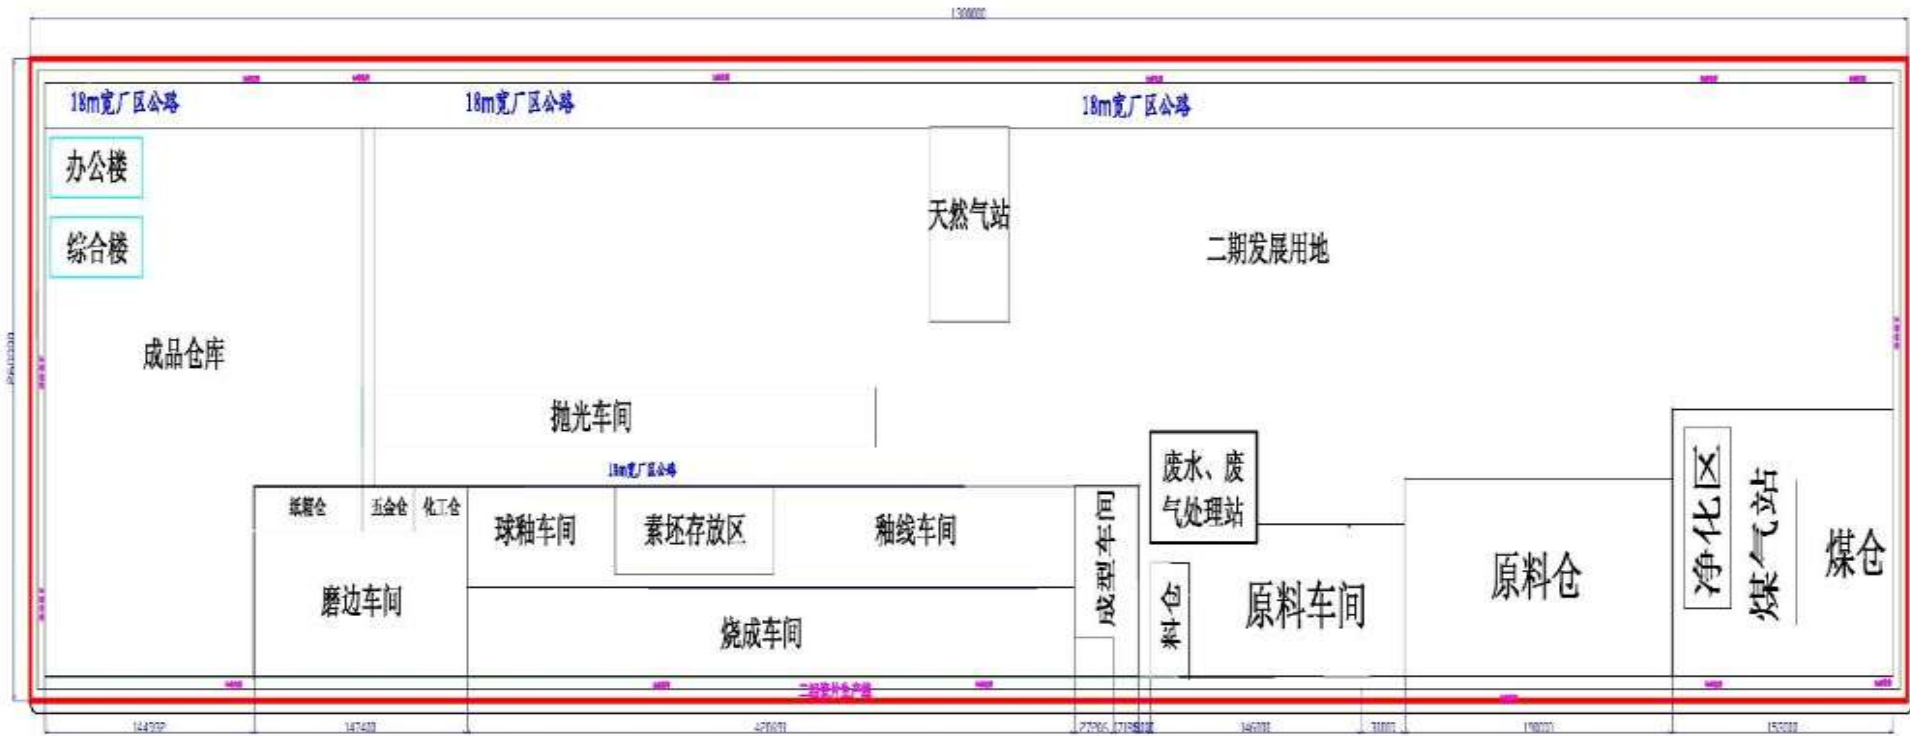 1300000
18m宽厂区公路
18m宽厂区公路
18m宽厂区公路
办公楼
综合楼
天然气站
二期发展用地
成品仓库
抛光车间
18m宽厂区公路
纸箱仓
五金仓
化工仓
球釉车间
素坯存放区
釉线车间
成型车间
废水、废
气处理站
磨边车间
烧成车间
料仓
原料车间
原料仓
净化区
煤气站
煤仓
147400
146000
30000
190000
153000